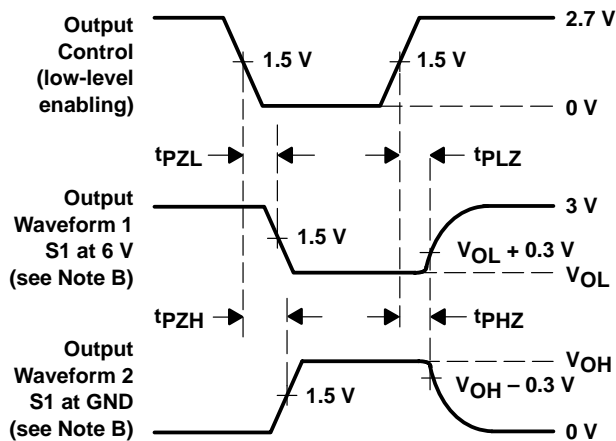 Output
Control
(low-level
enabling)
2.7 V
1.5 V
1.5 V
0 V
tPZL
tPLZ
Output
Waveform 1
S1 at 6 V
(see Note B)
3 V
1.5 V
VOL + 0.3 V
VOL
tPZH
tPHZ
Output
Waveform 2
S1 at GND
(see Note B)
VOH
1.5 V
VOH − 0.3 V
0 V